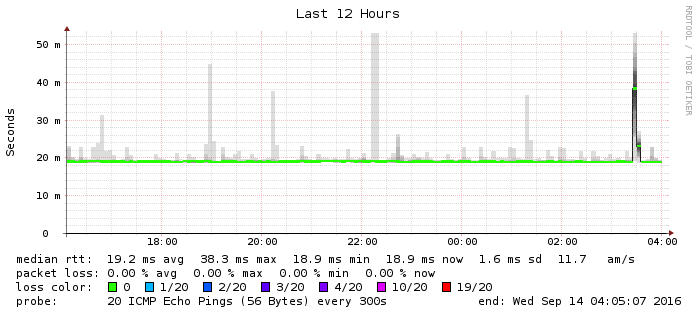 Last 12 Hours
RRDTOOL / TOBI OETIKER
Seconds
50 m
40 m
30 m
20 m
10 m
0
18:00 20:00 22:00 00:00 02:00 04:00
median rtt: 19.2 ms avg 38.3 ms max 18.9 ms min 18.9 ms now 1.6 ms sd 11.7 am/s
packet loss: 0.00 % avg 0.00 % max 0.00 % min 0.00 % now
loss color: 0 1/20 2/20 3/20 4/20 10/20 19/20
probe: 20 ICMP Echo Pings (56 Bytes) every 300s end: Wed Sep 14 04:05:07 2016